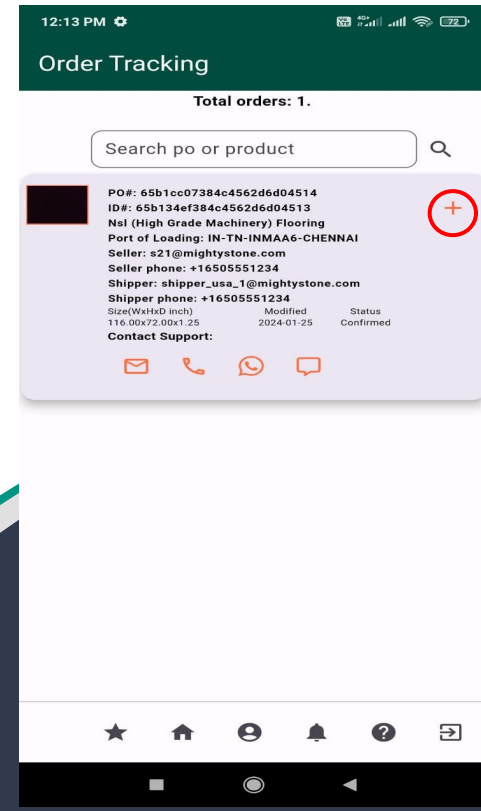 12:13 PM
72
Order Tracking
Total orders: 1.
Search po or product
PO#: 65b1cc07384c4562d6d04514
ID#: 65b134ef384c4562d6d04513
Nsl (High Grade Machinery) Flooring
Port of Loading: IN-TN-INMAA6-CHENNAI
Seller: s21@mightystone.com
Seller phone: +16505551234
Shipper: shipper_usa_1@mightystone.com
Shipper phone: +16505551234
Size(WxHxD inch) Modified Status
116.00x72.00x1.25 2024-01-25 Confirmed
Contact Support: